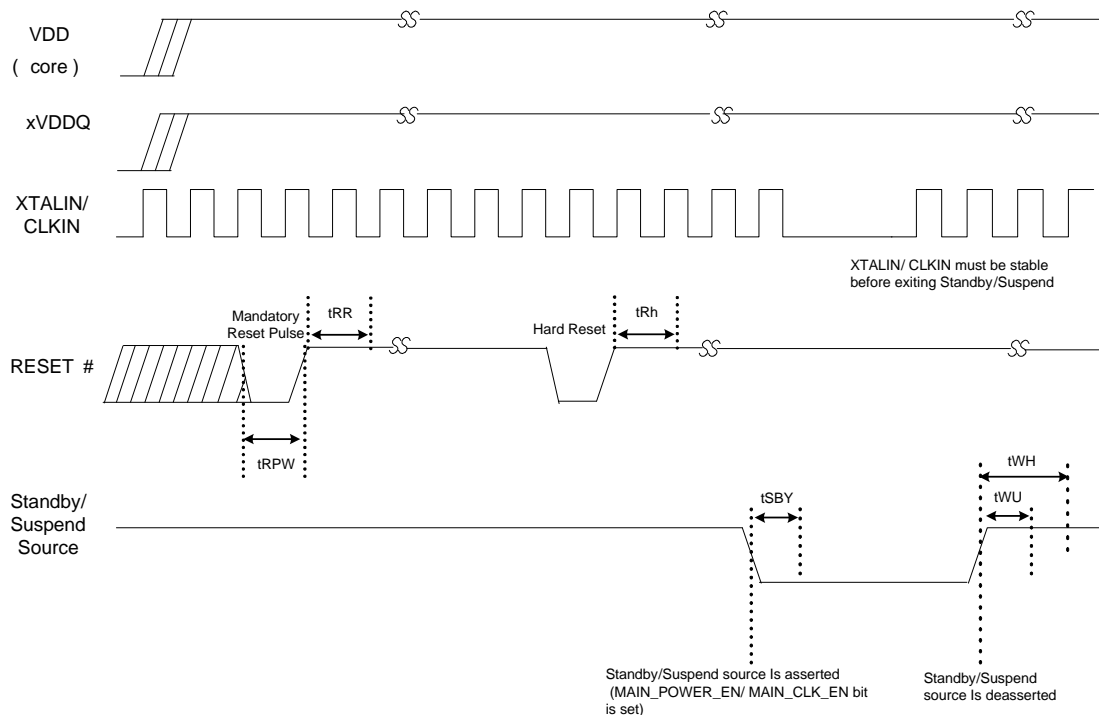 VDD
( core )
xVDDQ
XTALIN/
CLKIN
XTALIN/ CLKIN must be stable
before exiting Standby/Suspend
Mandatory
Reset Pulse
tRR
Hard Reset
tRh
RESET #
tRPW
tWH
Standby/
Suspend
Source
tSBY
tWU
Standby/Suspend source Is asserted
(MAIN_POWER_EN/ MAIN_CLK_EN bit
is set)
Standby/Suspend
source Is deasserted